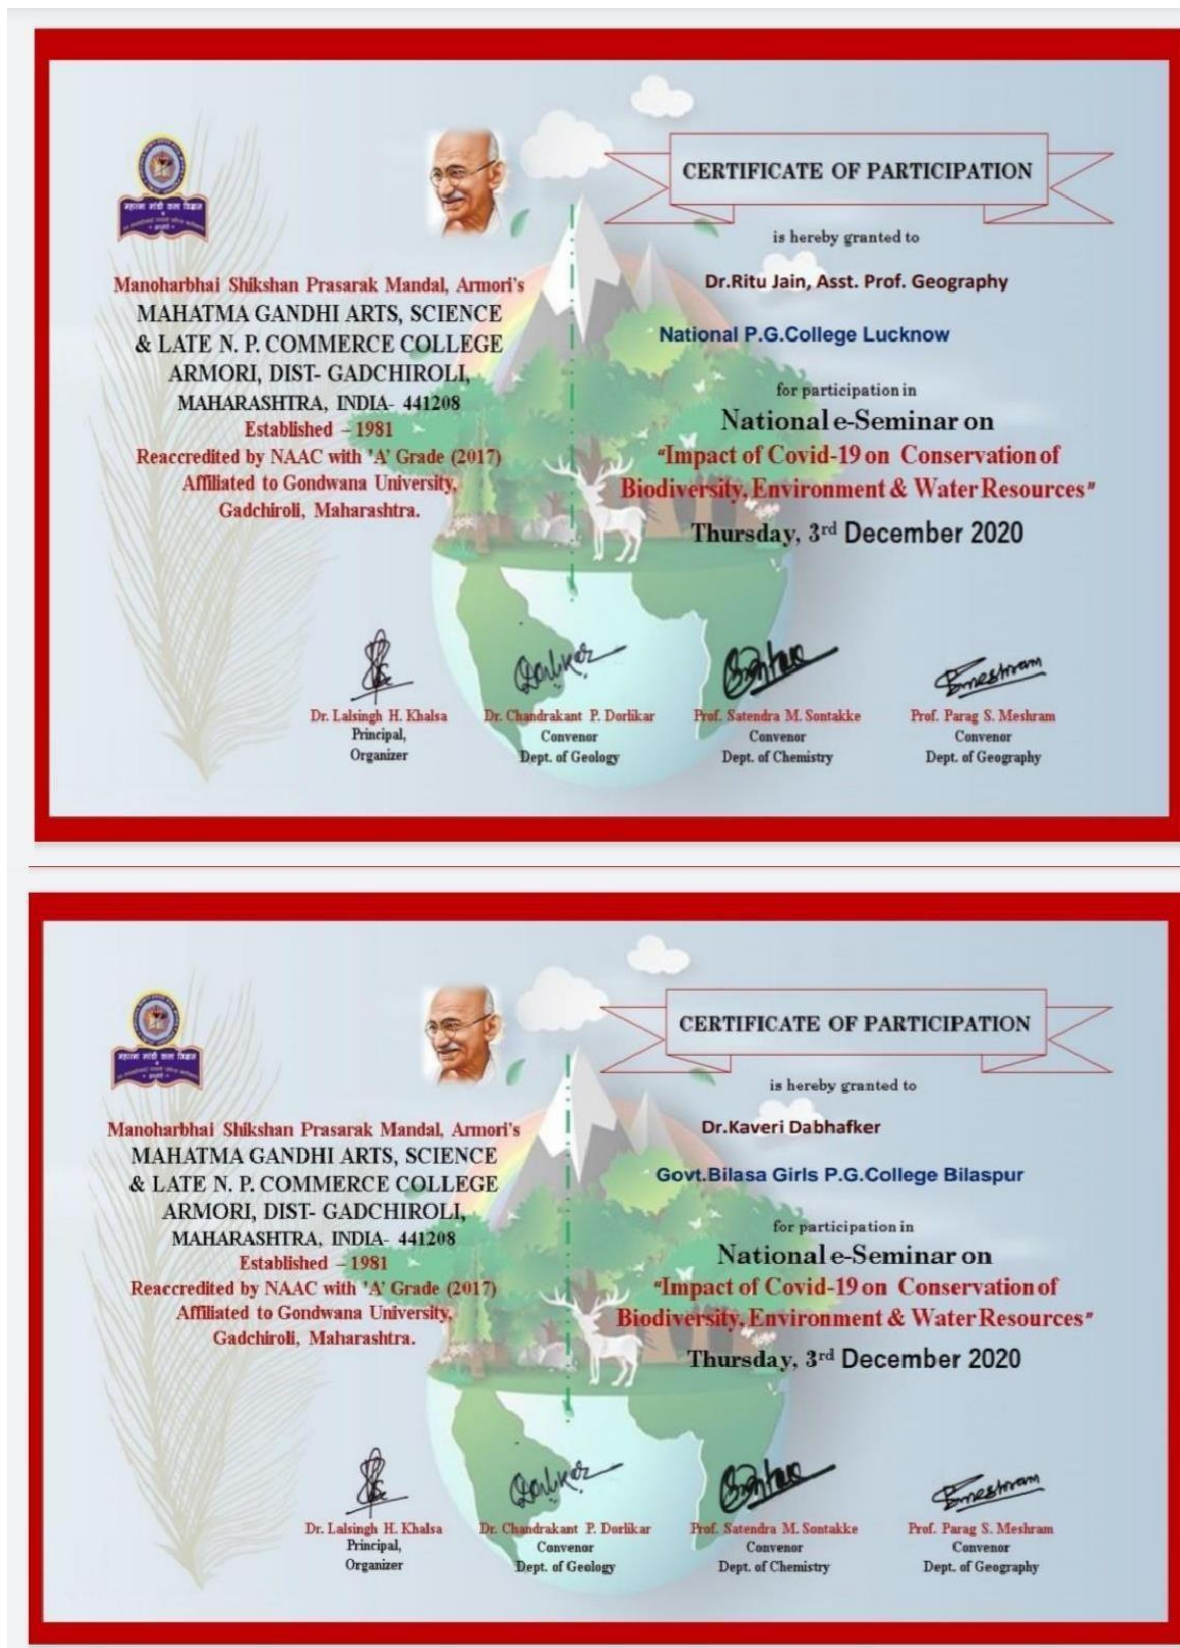 महात्मा गांधी कला विज्ञान
CERTIFICATE OF PARTICIPATION
is hereby granted to
Dr.Ritu Jain, Asst. Prof. Geography
National P.G.College Lucknow
for participation in
National e-Seminar on
"Impact of Covid-19 on Conservation of
Biodiversity, Environment & Water Resources"
Thursday, 3rd December 2020
Manoharbhai Shikshan Prasarak Mandal, Armori's
MAHATMA GANDHI ARTS, SCIENCE
& LATE N. P. COMMERCE COLLEGE
ARMORI, DIST- GADCHIROLI,
MAHARASHTRA, INDIA- 441208
Established – 1981
Reaccredited by NAAC with 'A' Grade (2017)
Affiliated to Gondwana University,
Gadchiroli, Maharashtra.
Dr. Lalsingh H. Khalsa
Principal,
Organizer
Dr. Chandrakant P. Dorlikar
Convenor
Dept. of Geology
Prof. Satendra M. Sontakke
Convenor
Dept. of Chemistry
Prof. Parag S. Meshram
Convenor
Dept. of Geography
महात्मा गांधी कला विज्ञान
CERTIFICATE OF PARTICIPATION
is hereby granted to
Dr.Kaveri Dabhafker
Govt.Bilasa Girls P.G.College Bilaspur
for participation in
National e-Seminar on
"Impact of Covid-19 on Conservation of
Biodiversity, Environment & Water Resources"
Thursday, 3rd December 2020
Manoharbhai Shikshan Prasarak Mandal, Armori's
MAHATMA GANDHI ARTS, SCIENCE
& LATE N. P. COMMERCE COLLEGE
ARMORI, DIST- GADCHIROLI,
MAHARASHTRA, INDIA- 441208
Established – 1981
Reaccredited by NAAC with 'A' Grade (2017)
Affiliated to Gondwana University,
Gadchiroli, Maharashtra.
Dr. Lalsingh H. Khalsa
Principal,
Organizer
Dr. Chandrakant P. Dorlikar
Convenor
Dept. of Geology
Prof. Satendra M. Sontakke
Convenor
Dept. of Chemistry
Prof. Parag S. Meshram
Convenor
Dept. of Geography